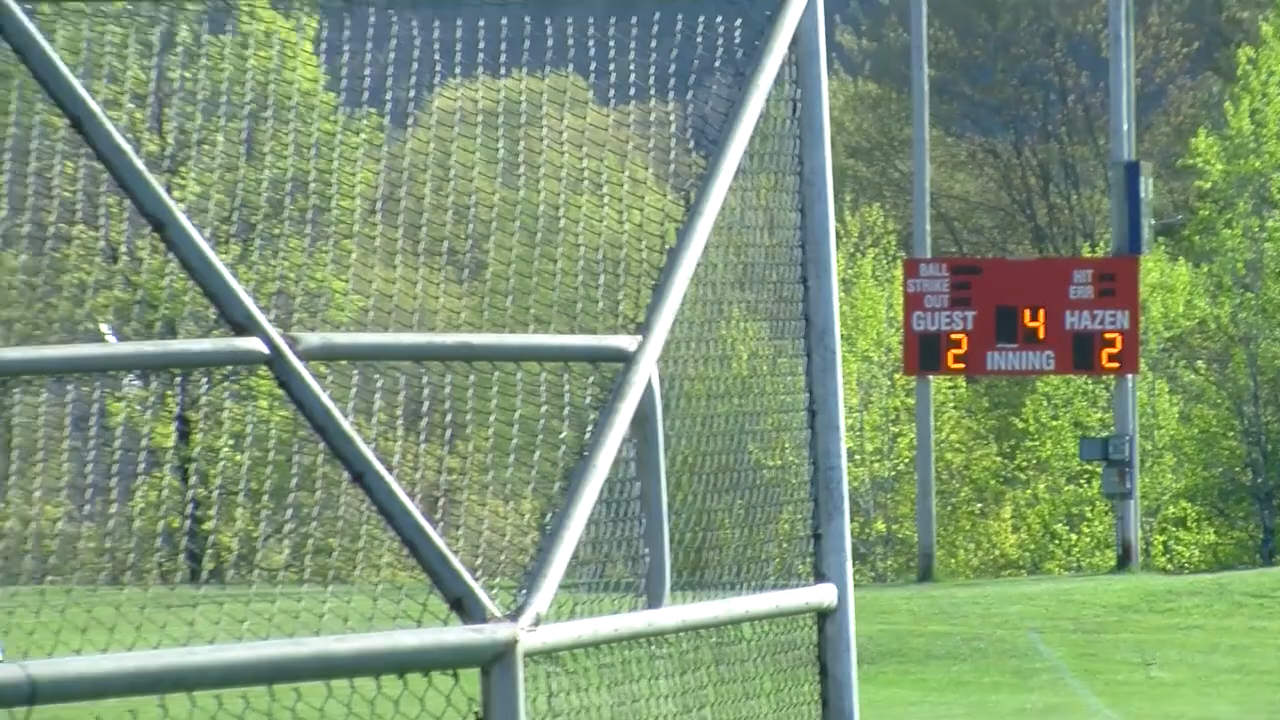 BALL HIT
STRIKE ERR
OUT
GUEST 4 HAZEN
2 INNING 2